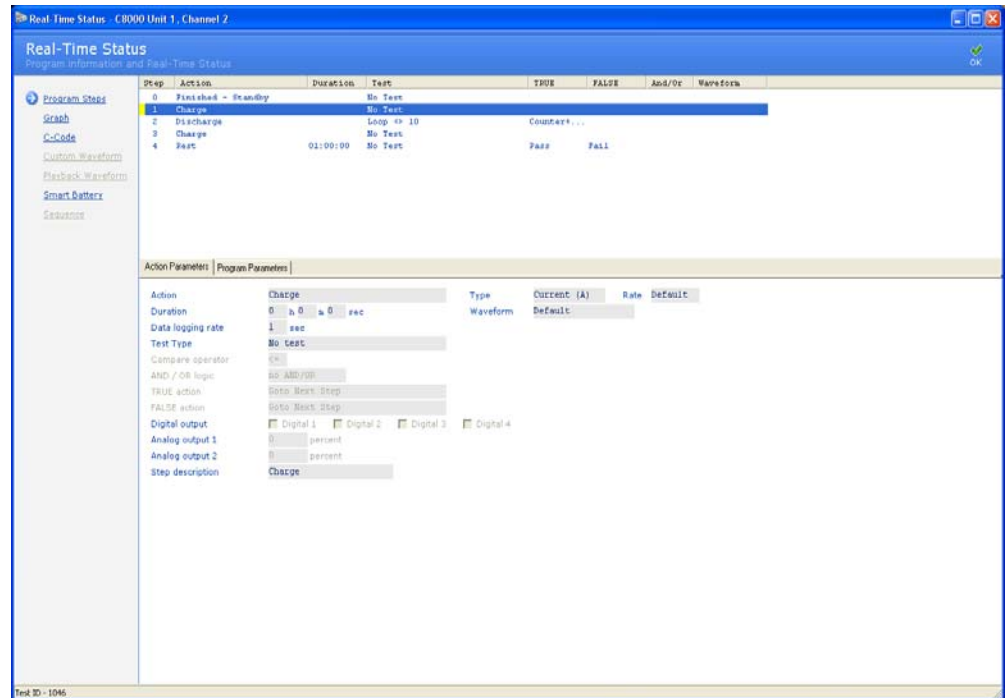 Real-Time Status - C8000 Unit 1, Channel 2
Real-Time Status
Program information and Real-Time Status
OK
Program Steps
Graph
C-Code
Custom Waveform
Playback Waveform
Smart Battery
Sequence
Step Action Duration Test TRUE FALSE And/Or Waveform
0 Finished - Standby No Test
1 Charge No Test
2 Discharge Loop <> 10 Counter+...
3 Charge No Test
4 Rest 01:00:00 No Test Pass Fail
Action Parameters Program Parameters
Action Charge Type Current (A) Rate Default
Duration 0 h 0 m 0 sec Waveform Default
Data logging rate 1 sec
Test Type No test
Compare operator <=
AND / OR logic no AND/OR
TRUE action Goto Next Step
FALSE action Goto Next Step
Digital output Digital 1 Digital 2 Digital 3 Digital 4
Analog output 1 0 percent
Analog output 2 0 percent
Step description Charge
Test ID - 1046